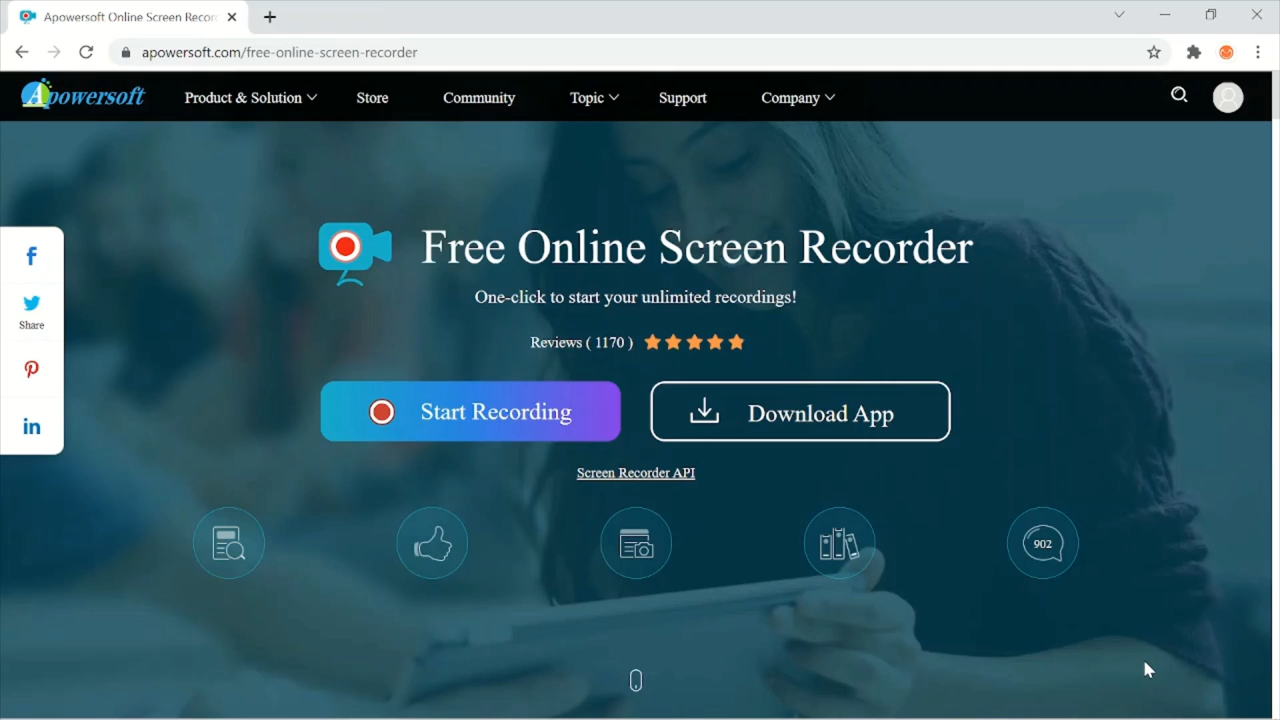 Apowersoft Online Screen Recor
apowersoft.com/free-online-screen-recorder
Apowersoft
Product & Solution
Store
Community
Topic
Support
Company
Free Online Screen Recorder
One-click to start your unlimited recordings!
Reviews ( 1170 )
Share
Start Recording
Download App
Screen Recorder API
902